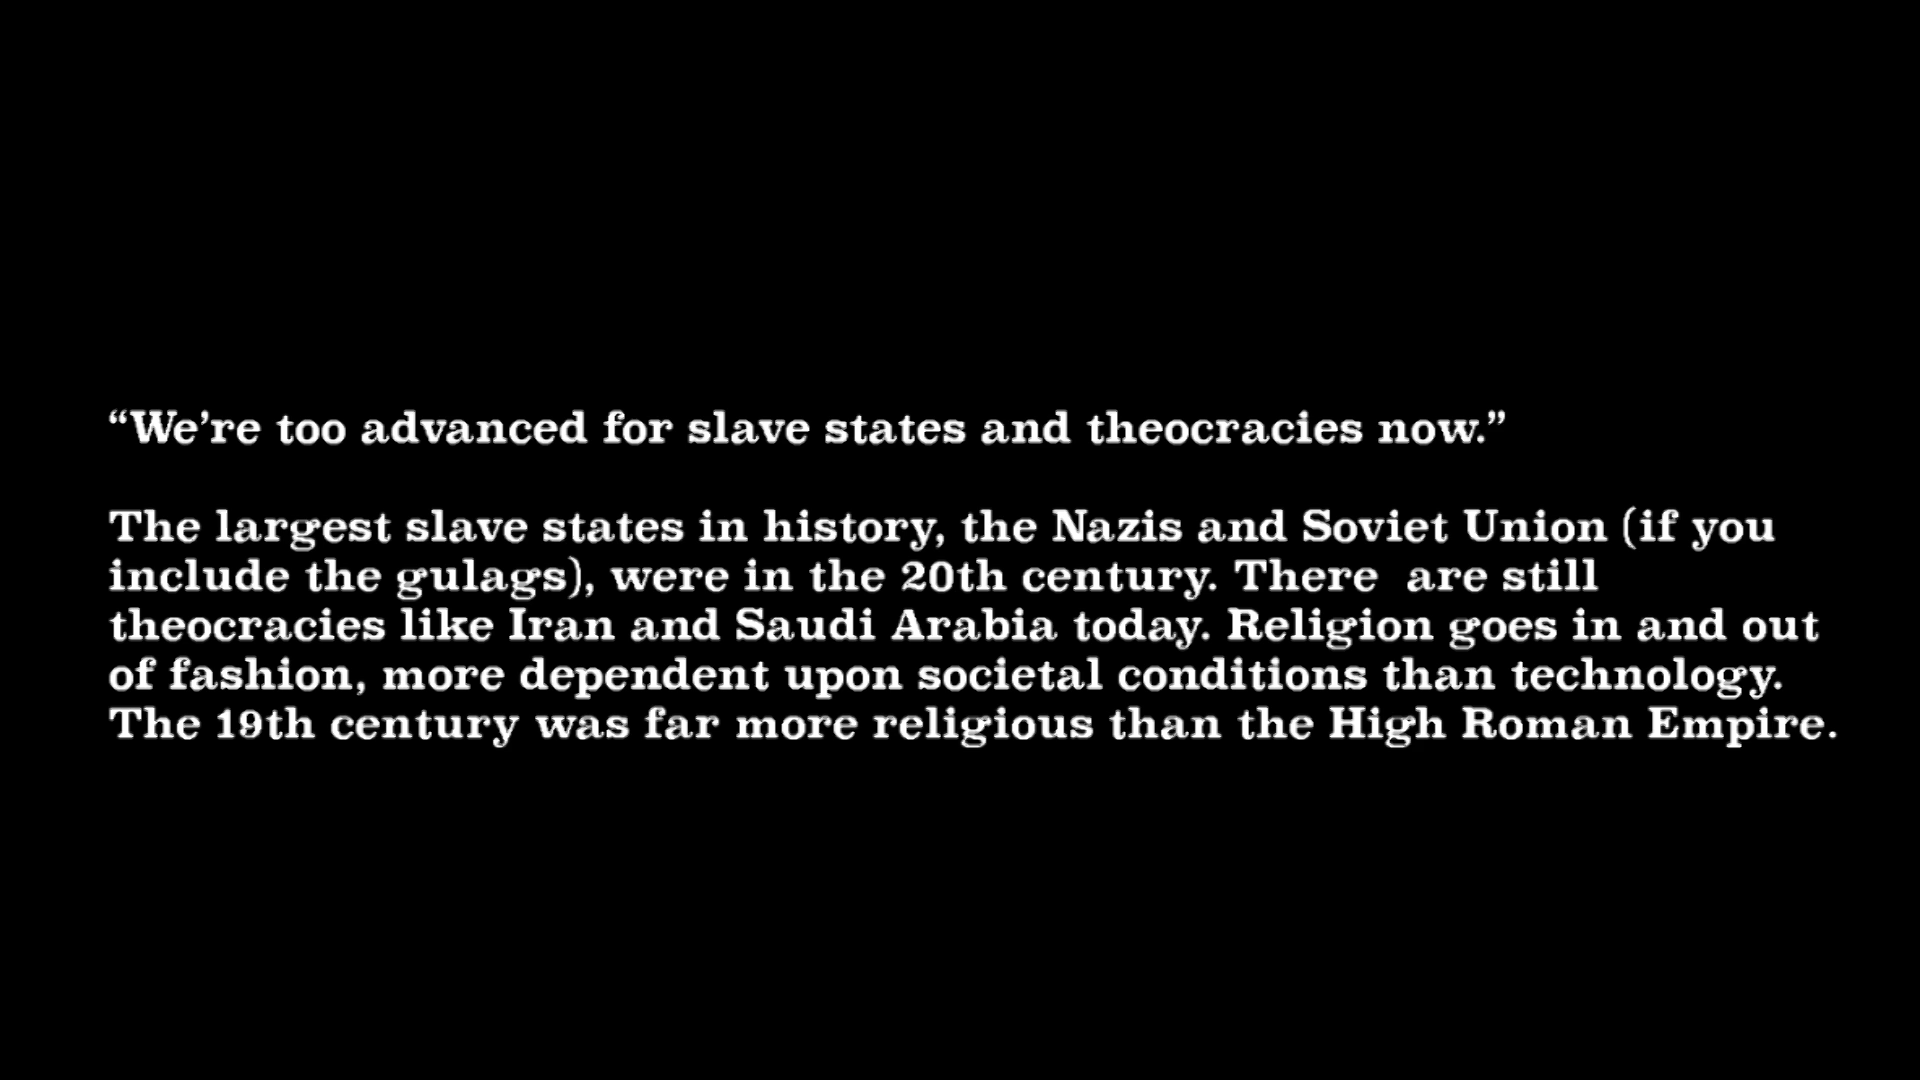 “We’re too advanced for slave states and theocracies now.”
The largest slave states in history, the Nazis and Soviet Union (if you
include the gulags), were in the 20th century. There  are still
theocracies like Iran and Saudi Arabia today. Religion goes in and out
of fashion, more dependent upon societal conditions than technology.
The 19th century was far more religious than the High Roman Empire.